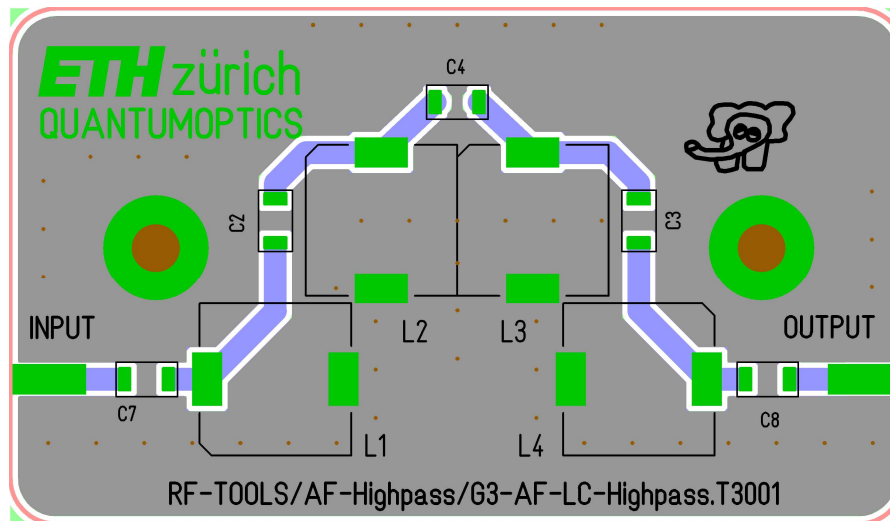 ETH zürich
QUANTUMOPTICS
C4
C2
C3
INPUT
L2
L3
OUTPUT
C7
C8
L1
L4
RF-TOOLS/AF-Highpass/G3-AF-LC-Highpass.T3001